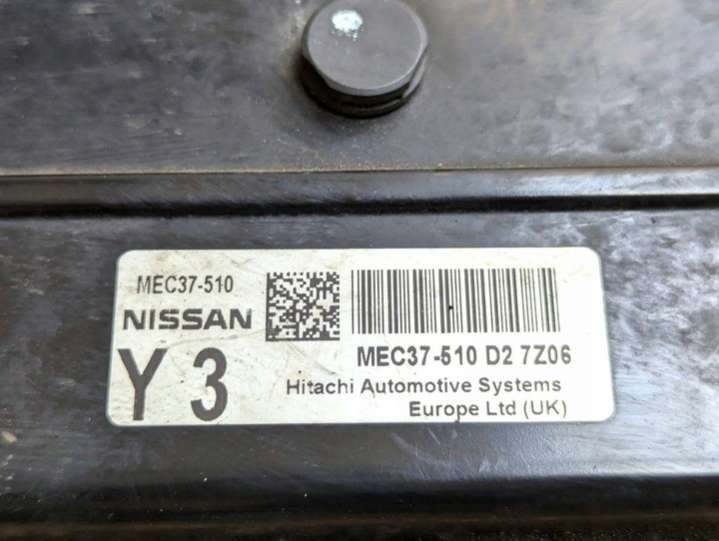 MEC37-510
NISSAN
Y 3
MEC37-510 D2 7Z06
Hitachi Automotive Systems
Europe Ltd (UK)